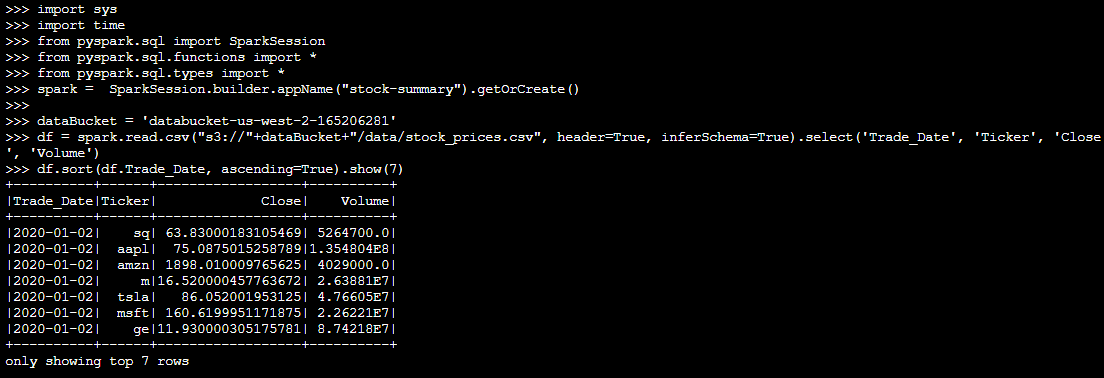 >>> import sys
>>> import time
>>> from pyspark.sql import SparkSession
>>> from pyspark.sql.functions import *
>>> from pyspark.sql.types import *
>>> spark =  SparkSession.builder.appName("stock-summary").getOrCreate()
>>>
>>> dataBucket = 'databucket-us-west-2-165206281'
>>> df = spark.read.csv("s3://"+dataBucket+"/data/stock_prices.csv", header=True, inferSchema=True).select('Trade_Date', 'Ticker', 'Close
', 'Volume')
>>> df.sort(df.Trade_Date, ascending=True).show(7)
+----------+------+------------------+----------+
|Trade_Date|Ticker|             Close|    Volume|
+----------+------+------------------+----------+
|2020-01-02|    sq| 63.83000183105469| 5264700.0|
|2020-01-02|  aapl|  75.0875015258789|1.354804E8|
|2020-01-02|  amzn| 1898.010009765625| 4029000.0|
|2020-01-02|     m|16.520000457763672| 2.63881E7|
|2020-01-02|  tsla|   86.052001953125| 4.76605E7|
|2020-01-02|  msft| 160.6199951171875| 2.26221E7|
|2020-01-02|    ge|11.930000305175781| 8.74218E7|
+----------+------+------------------+----------+
only showing top 7 rows